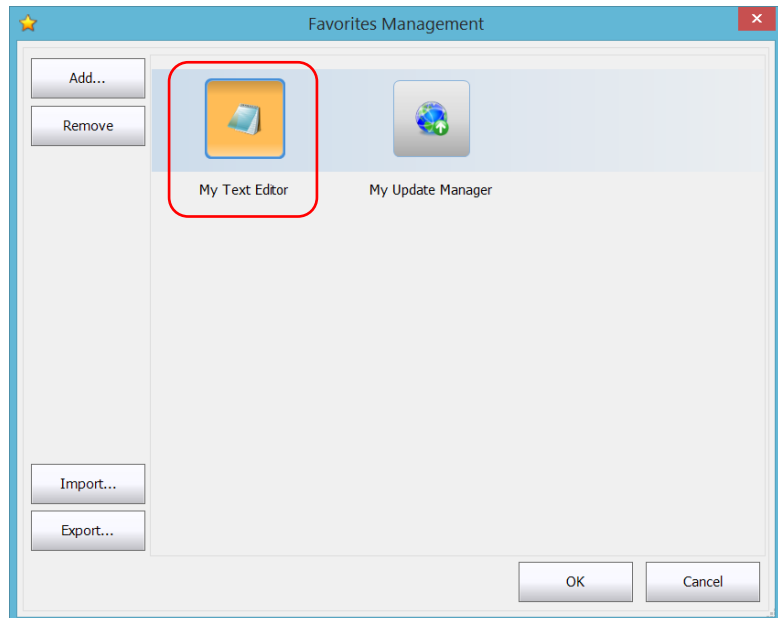 Favorites Management
Add...
Remove
My Text Editor
My Update Manager
Import...
Export...
OK
Cancel